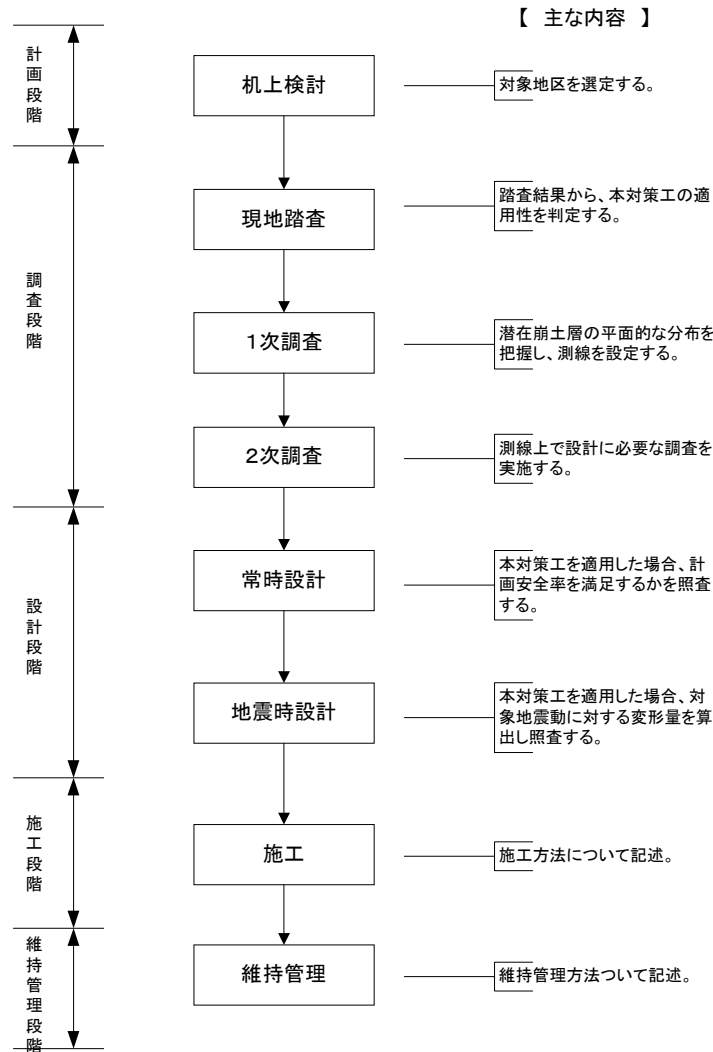 【 主な内容 】
計画段階
机上検討
対象地区を選定する。
調査段階
現地踏査
踏査結果から、本対策工の適
用性を判定する。
1次調査
潜在崩土層の平面的な分布を
把握し、測線を設定する。
2次調査
測線上で設計に必要な調査を
実施する。
設計段階
常時設計
本対策工を適用した場合、計
画安全率を満足するかを照査
する。
地震時設計
本対策工を適用した場合、対
象地震動に対する変形量を算
出し照査する。
施工段階
施工
施工方法について記述。
維持管理段階
維持管理
維持管理方法ついて記述。